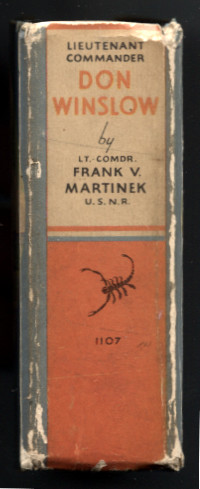 LIEUTENANT
COMMANDER
DON
WINSLOW
by
LT.-COMDR.
FRANK V.
MARTINEK
U.S.N.R.
1107